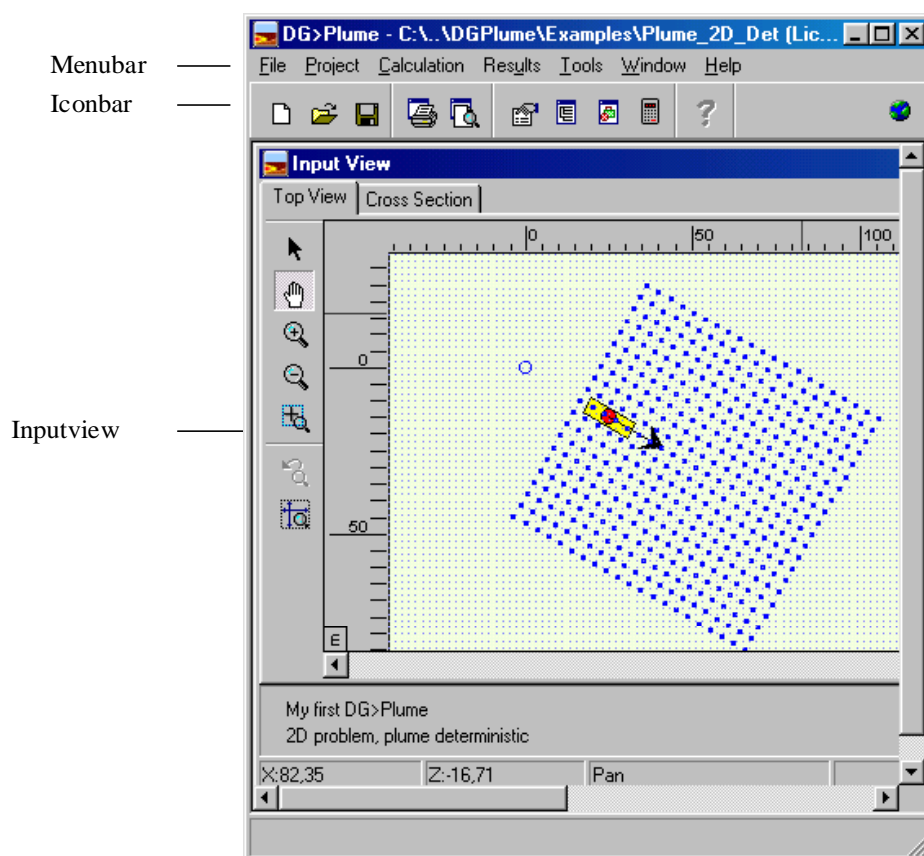 DG>Plume - C:\..\DGPlume\Examples\Plume_2D_Det (Lic...
Menubar
File Project Calculation Results Tools Window Help
Iconbar
?
Input View
Top View Cross Section
0 50 100
0
Inputview
50
E
My first DG>Plume
2D problem, plume deterministic
X:82,35 Z:-16,71 Pan